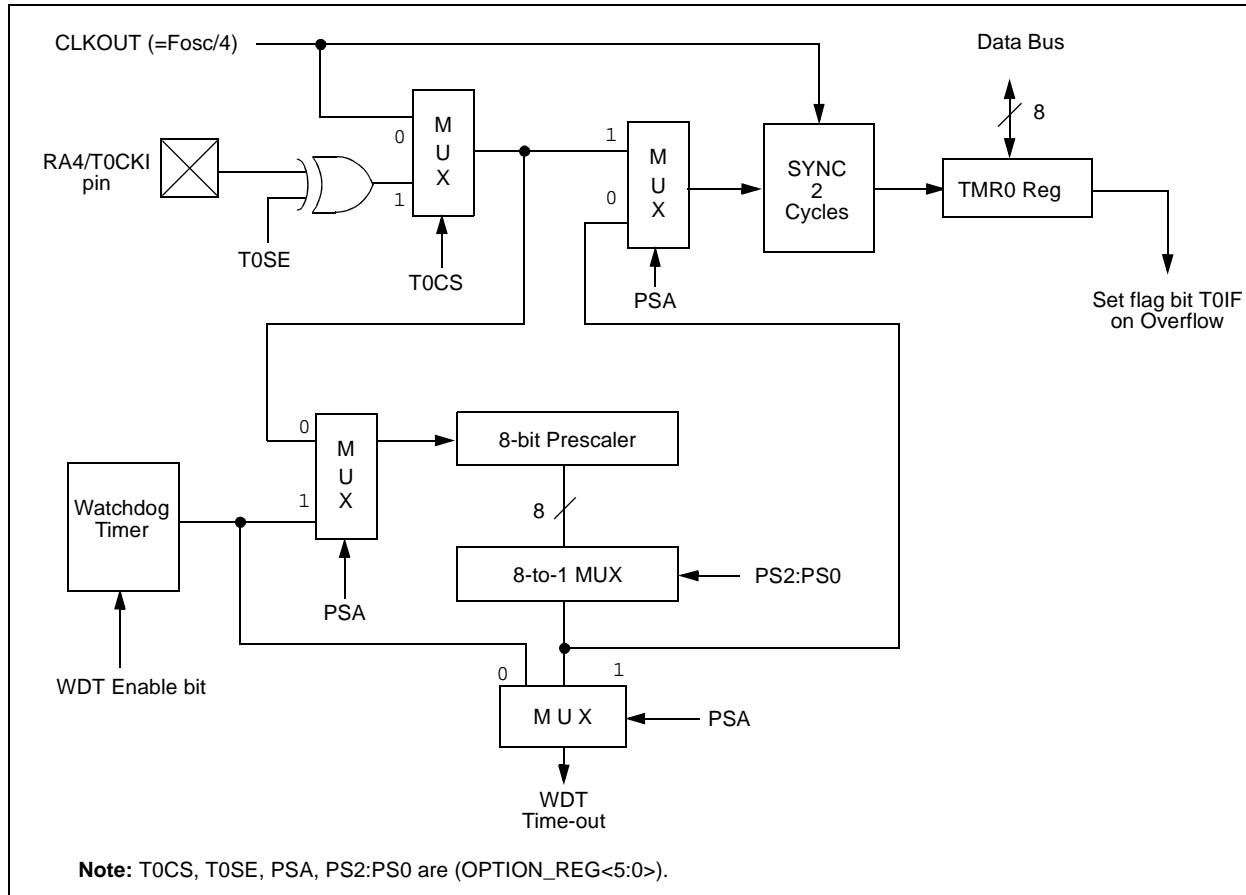 CLKOUT (=Fosc/4)
Data Bus
8
M
U
X
0
1
RA4/T0CKI
pin
T0SE
T0CS
M
U
X
1
0
PSA
SYNC
2
Cycles
TMR0 Reg
Set flag bit T0IF
on Overflow
0
1
M
U
X
PSA
8-bit Prescaler
8
Watchdog
Timer
8-to-1 MUX
PS2:PS0
WDT Enable bit
0
1
M U X
PSA
WDT
Time-out
Note: T0CS, T0SE, PSA, PS2:PS0 are (OPTION_REG<5:0>).